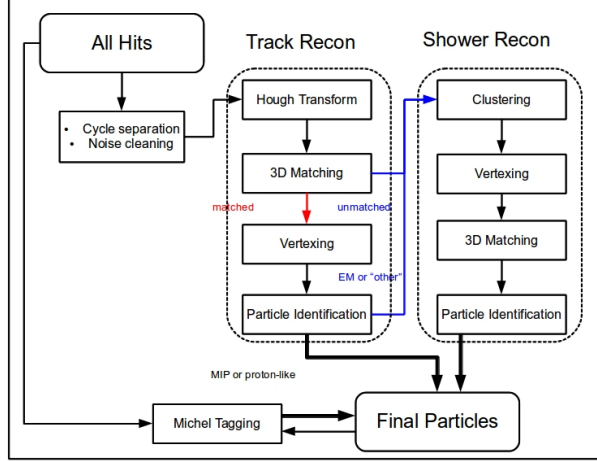 All Hits
Track Recon
Shower Recon
• Cycle separation
• Noise cleaning
Hough Transform
3D Matching
matched
unmatched
Vertexing
EM or “other”
Particle Identification
MIP or proton-like
Clustering
Vertexing
3D Matching
Particle Identification
Michel Tagging
Final Particles